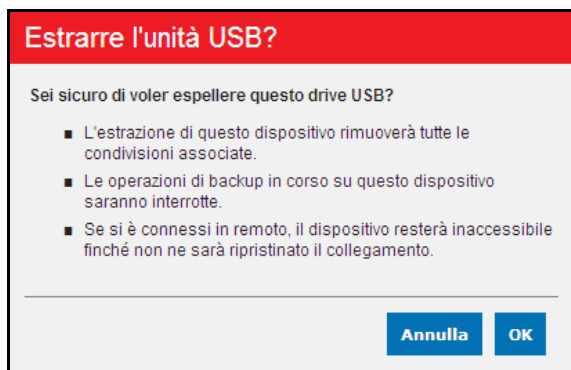 Estrarre l'unità USB?
Sei sicuro di voler espellere questo drive USB?
■ L'estrazione di questo dispositivo rimuoverà tutte le
condivisioni associate.
■ Le operazioni di backup in corso su questo dispositivo
saranno interrotte.
■ Se si è connessi in remoto, il dispositivo resterà inaccessibile
finché non ne sarà ripristinato il collegamento.
Annulla OK